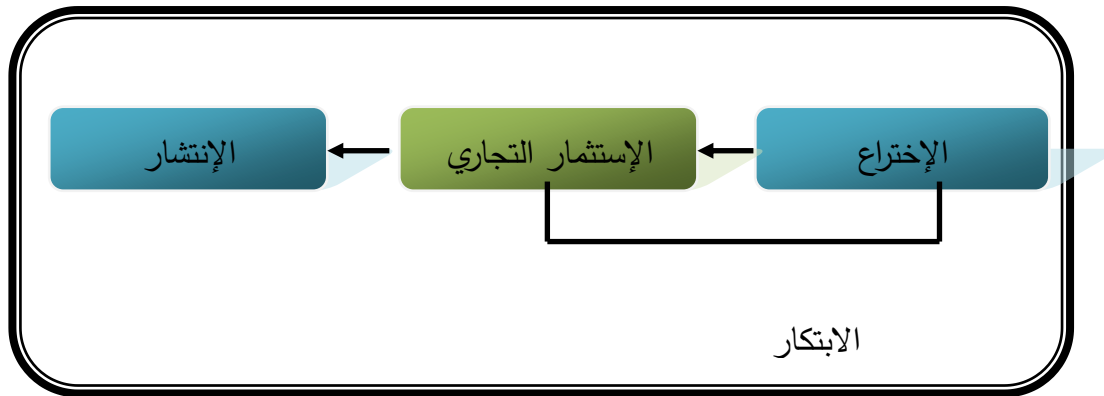 الإختراع
الإستثمار التجاري
الإنتشار
الابتكار